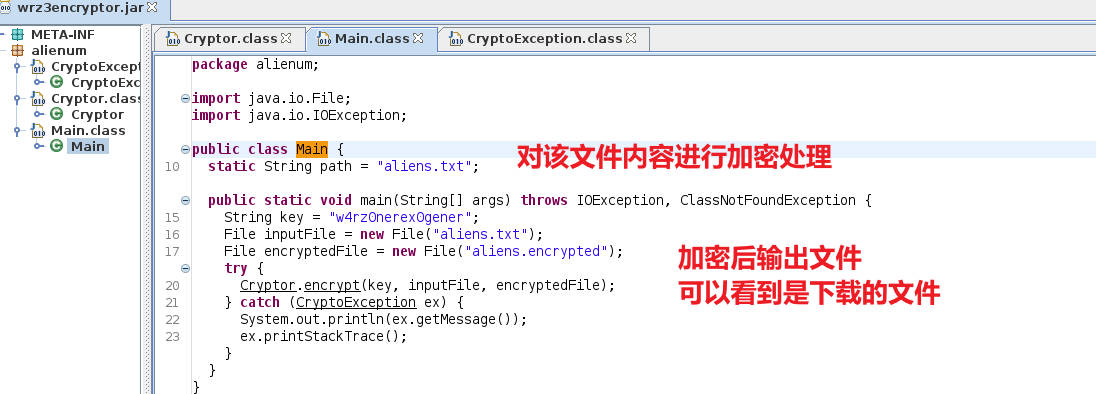 wrz3encryptor.jar
META-INF
alienum
CryptoExcept
CryptoExc
Cryptor.class
Cryptor
Main.class
Main
Cryptor.class
Main.class
CryptoException.class
package alienum;
import java.io.File;
import java.io.IOException;
public class Main {
10 static String path = "aliens.txt";
对该文件内容进行加密处理
public static void main(String[] args) throws IOException, ClassNotFoundException {
15 String key = "w4rz0nerex0gener";
16 File inputFile = new File("aliens.txt");
17 File encryptedFile = new File("aliens.encrypted");
加密后输出文件
可以看到是下载的文件
try {
20 Cryptor.encrypt(key, inputFile, encryptedFile);
21 } catch (CryptoException ex) {
22 System.out.println(ex.getMessage());
23 ex.printStackTrace();
}
}
}